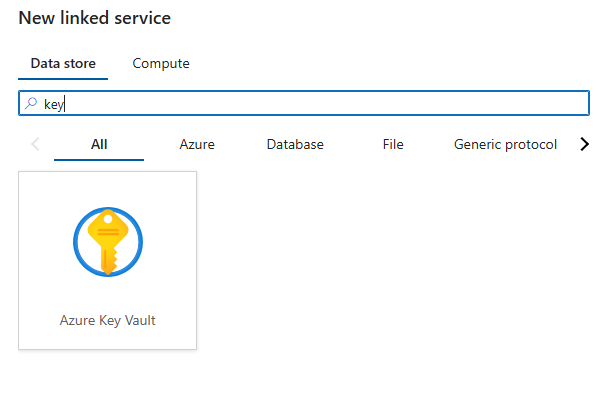 New linked service
Data store Compute
key
All Azure Database File Generic protocol
Azure Key Vault